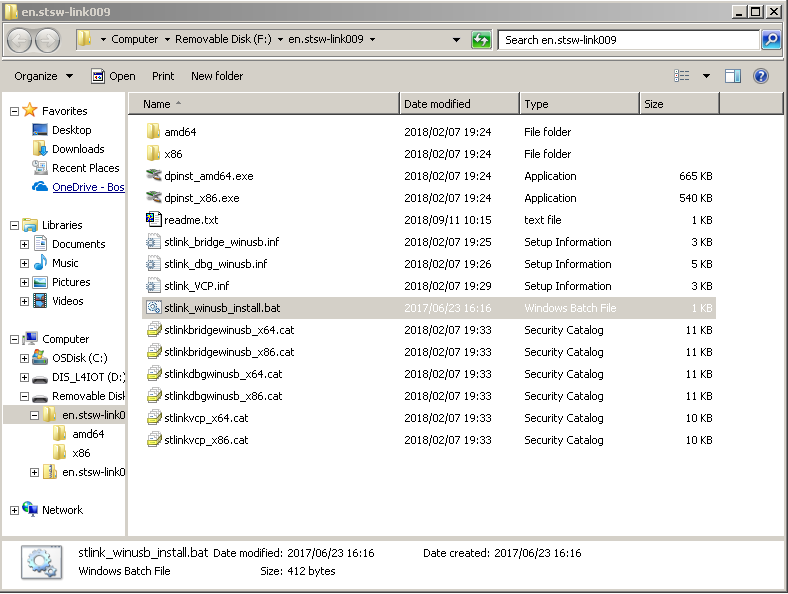 en.stsw-link009
Computer Removable Disk (F:) en.stsw-link009 Search en.stsw-link009
Organize Open Print New folder
Name Date modified Type Size
Favorites
Desktop
Downloads
Recent Places
OneDrive - Bos
Libraries
Documents
Music
Pictures
Videos
Computer
OSDisk (C:)
DIS_L4IOT (D:)
Removable Disk
en.stsw-link0
amd64
x86
en.stsw-link0
Network
amd64 2018/02/07 19:24 File folder
x86 2018/02/07 19:24 File folder
dpinst_amd64.exe 2018/02/07 19:24 Application 665 KB
dpinst_x86.exe 2018/02/07 19:24 Application 540 KB
readme.txt 2018/09/11 10:15 text file 1 KB
stlink_bridge_winusb.inf 2018/02/07 19:25 Setup Information 3 KB
stlink_dbg_winusb.inf 2018/02/07 19:26 Setup Information 5 KB
stlink_VCP.inf 2018/02/07 19:29 Setup Information 3 KB
stlink_winusb_install.bat 2017/06/23 16:16 Windows Batch File 1 KB
stlinkbridgewinusb_x64.cat 2018/02/07 19:33 Security Catalog 11 KB
stlinkbridgewinusb_x86.cat 2018/02/07 19:33 Security Catalog 11 KB
stlinkdbgwinusb_x64.cat 2018/02/07 19:33 Security Catalog 11 KB
stlinkdbgwinusb_x86.cat 2018/02/07 19:33 Security Catalog 11 KB
stlinkvcp_x64.cat 2018/02/07 19:33 Security Catalog 10 KB
stlinkvcp_x86.cat 2018/02/07 19:33 Security Catalog 10 KB
stlink_winusb_install.bat Date modified: 2017/06/23 16:16 Date created: 2017/06/23 16:16
Windows Batch File Size: 412 bytes